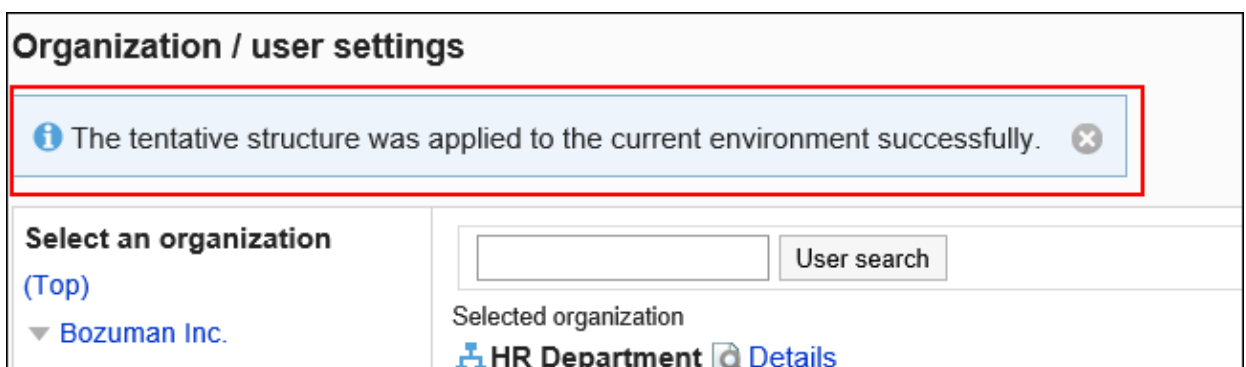 Organization / user settings
The tentative structure was applied to the current environment successfully.
Select an organization
(Top)
Bozuman Inc.
User search
Selected organization
HR Department Details